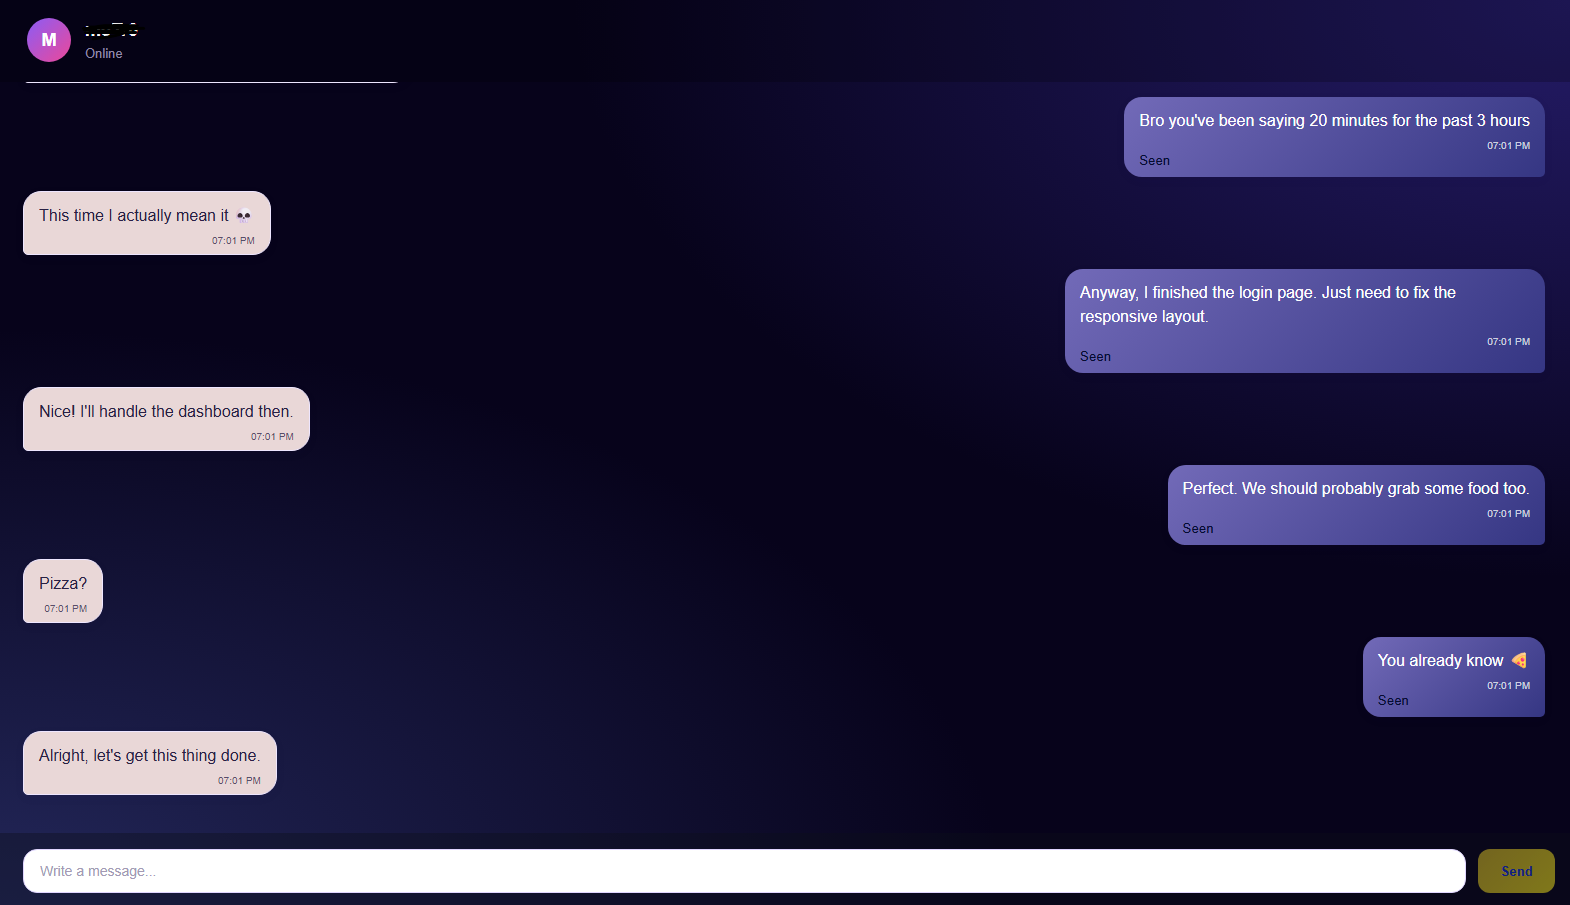 M
Online
Bro you've been saying 20 minutes for the past 3 hours
07:01 PM
Seen
This time I actually mean it 💀
07:01 PM
Anyway, I finished the login page. Just need to fix the
responsive layout.
07:01 PM
Seen
Nice! I'll handle the dashboard then.
07:01 PM
Perfect. We should probably grab some food too.
07:01 PM
Seen
Pizza?
07:01 PM
You already know 🍕
07:01 PM
Seen
Alright, let's get this thing done.
07:01 PM
Write a message...
Send